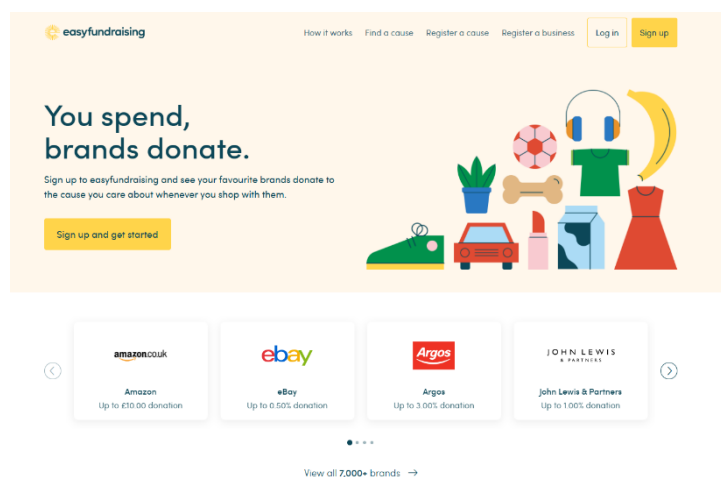 easyfundraising
How it works Find a cause Register a cause Register a business Log in Sign up
You spend,
brands donate.
Sign up to easyfundraising and see your favourite brands donate to
the cause you care about whenever you shop with them.
Sign up and get started
amazon.co.uk
ebay
Argos
JOHN LEWIS
& PARTNERS
Amazon
Up to £10.00 donation
eBay
Up to 0.50% donation
Argos
Up to 3.00% donation
John Lewis & Partners
Up to 1.00% donation
View all 7,000+ brands →